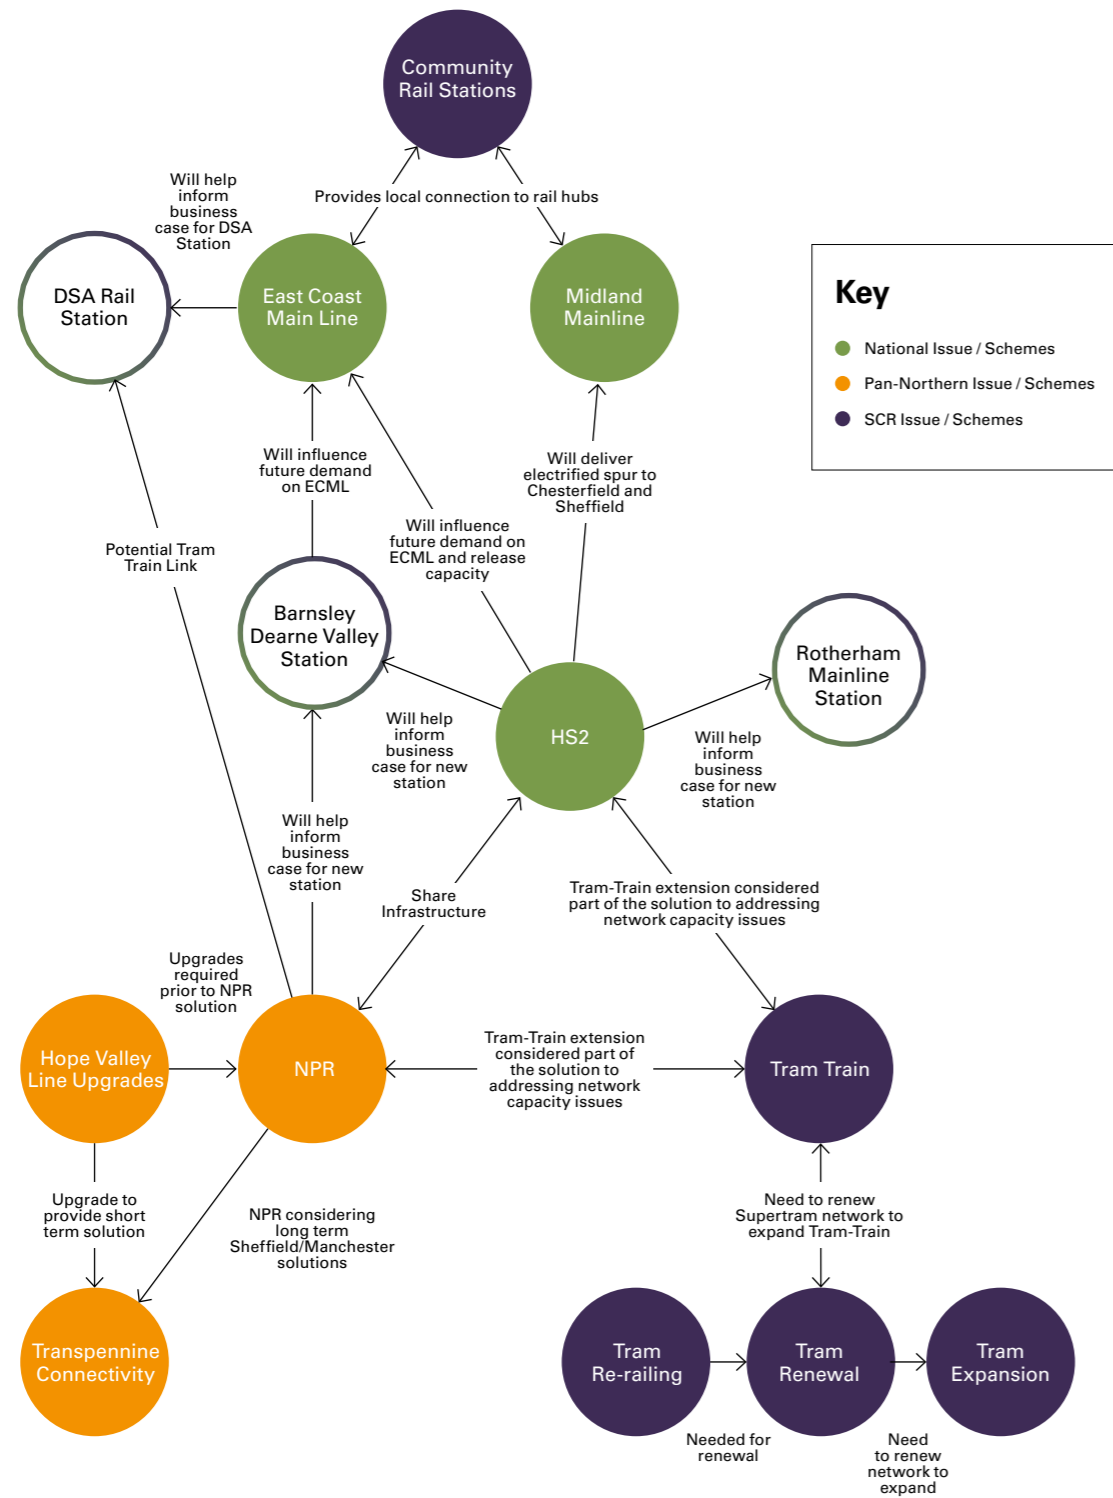 Community
Rail Stations
Will help
inform
business
case for DSA
Station
Provides local connection to rail hubs
DSA Rail
Station
East Coast
Main Line
Midland
Mainline
Key
National Issue / Schemes
Pan-Northern Issue / Schemes
SCR Issue / Schemes
Will influence
future demand
on ECML
Will deliver
electrified spur to
Chesterfield and
Sheffield
Potential Tram
Train Link
Will influence
future demand on
ECML and release
capacity
Barnsley
Dearne Valley
Station
Rotherham
Mainline
Station
HS2
Will help
inform
business
case for new
station
Will help
inform
business
case for new
station
Will help
inform
business
case for new
station
Share
Infrastructure
Tram-Train extension considered
part of the solution to addressing
network capacity issues
Upgrades
required
prior to NPR
solution
Hope Valley
Line Upgrades
NPR
Tram-Train extension
considered part of
the solution to
addressing network
capacity issues
Tram Train
Upgrade to
provide short
term solution
NPR considering
long term
Sheffield/Manchester
solutions
Need to renew
Supertram network to
expand Tram-Train
Transpennine
Connectivity
Tram
Re-railing
Tram
Renewal
Tram
Expansion
Needed for
renewal
Need
to renew
network to
expand